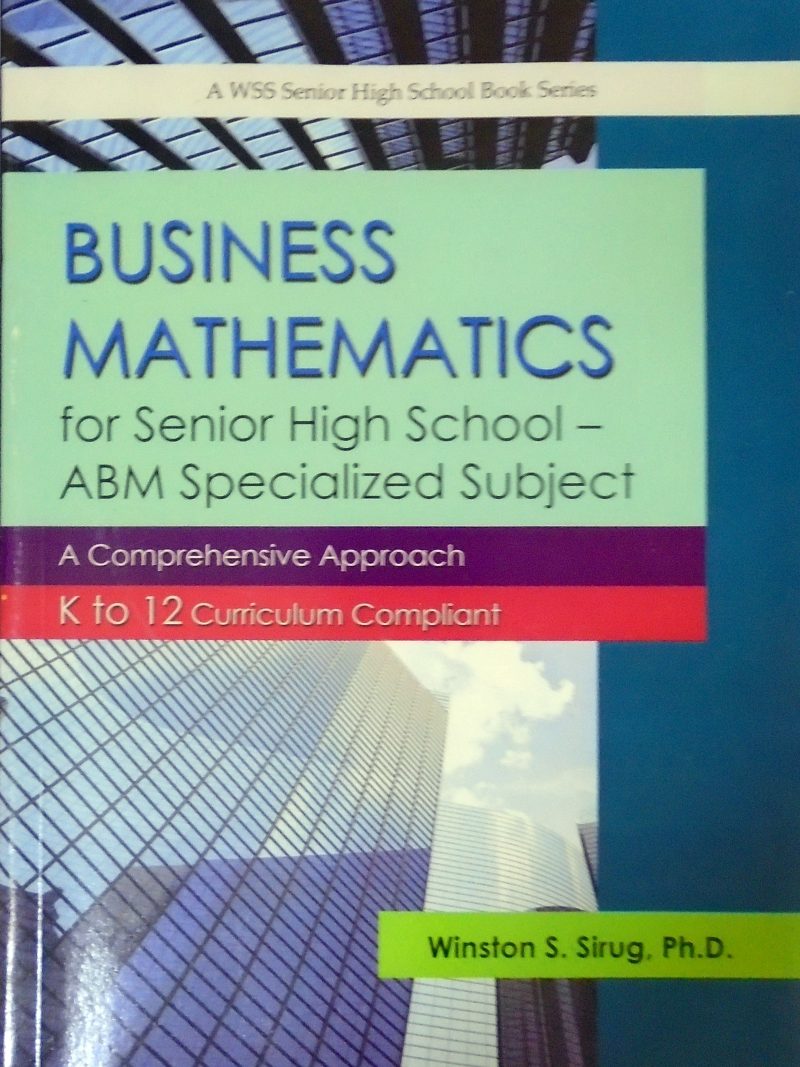 A WSS Senior High School Book Series
BUSINESS
MATHEMATICS
for Senior High School –
ABM Specialized Subject
A Comprehensive Approach
K to 12 Curriculum Compliant
Winston S. Sirug, Ph.D.